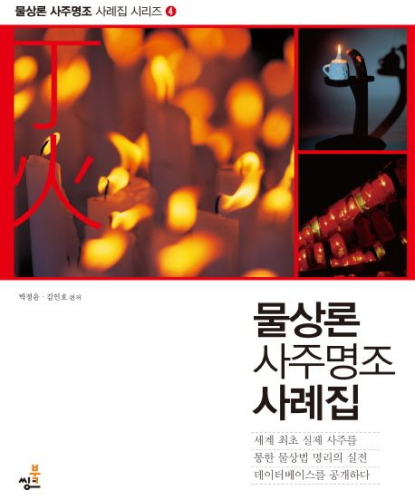 물상론 사주명조 사례집 시리즈 4
丁
火
박정윤 · 김인호 편저
물상론
사주명조
사례집
세계 최초 실제 사주를
통한 물상법 명리의 실전
데이터베이스를 공개하다
북
씽크